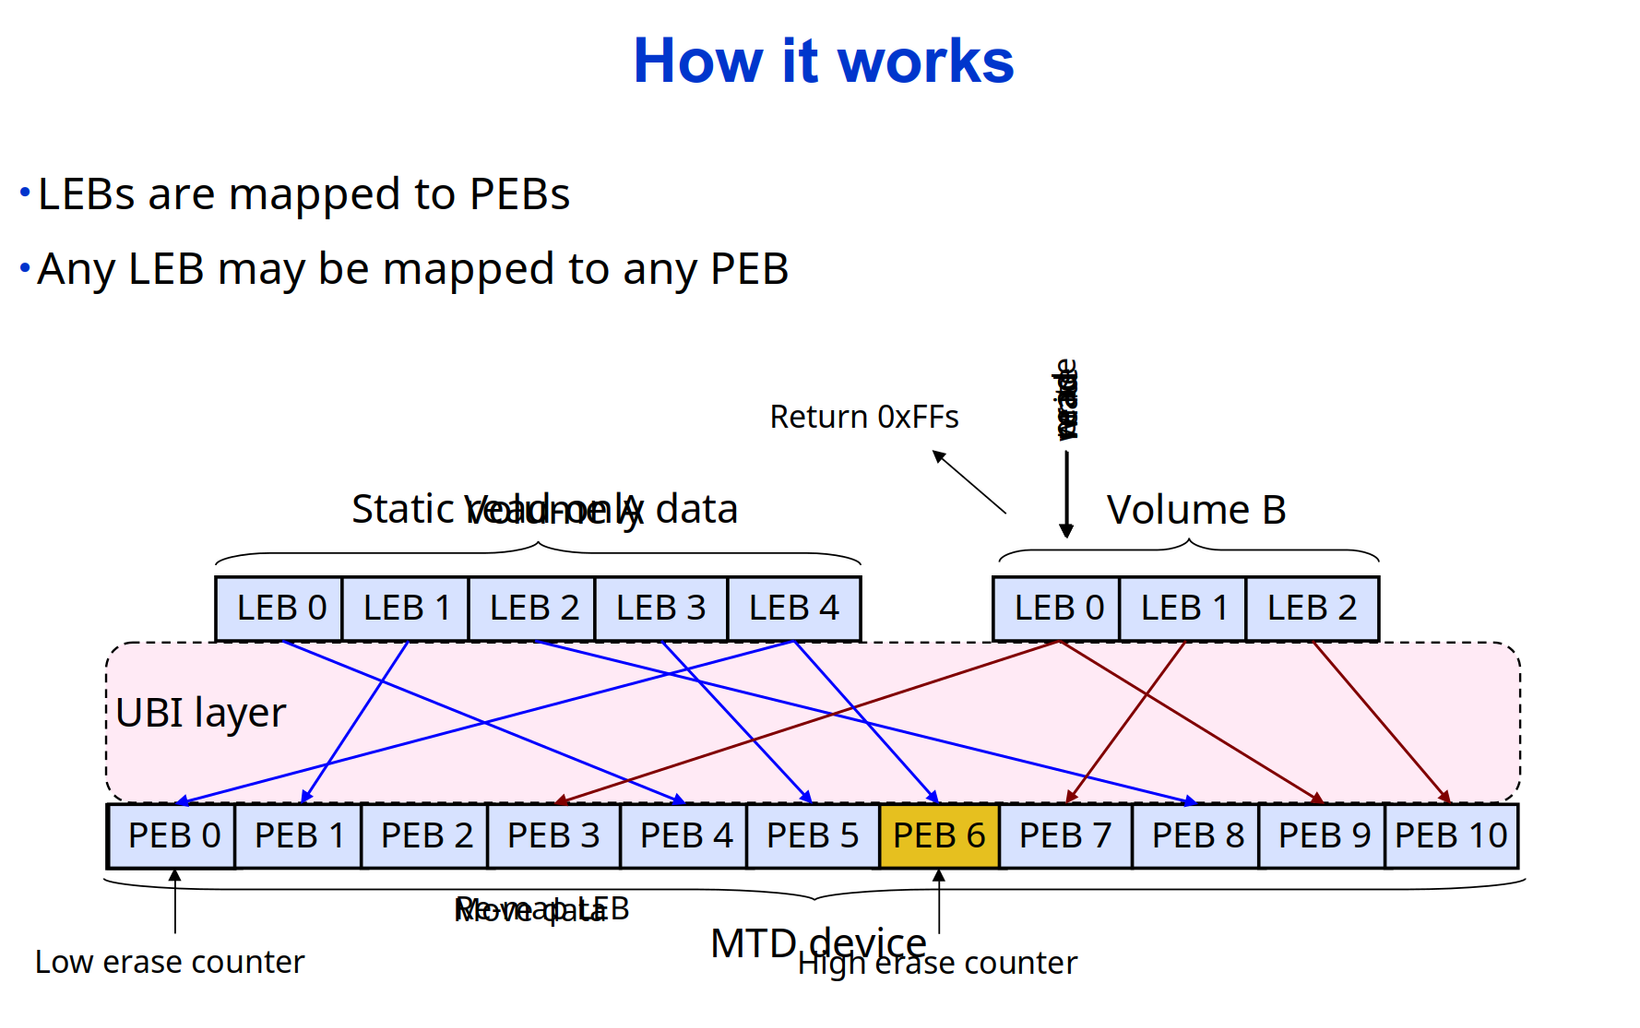 How it works
•LEBs are mapped to PEBs
•Any LEB may be mapped to any PEB
Return 0xFFs
Static read-only data
Volume A
Volume B
LEB 0 LEB 1 LEB 2 LEB 3 LEB 4 LEB 0 LEB 1 LEB 2
UBI layer
PEB 0 PEB 1 PEB 2 PEB 3 PEB 4 PEB 5 PEB 6 PEB 7 PEB 8 PEB 9 PEB 10
Re-map LEB
Move data
MTD device
Low erase counter
High erase counter